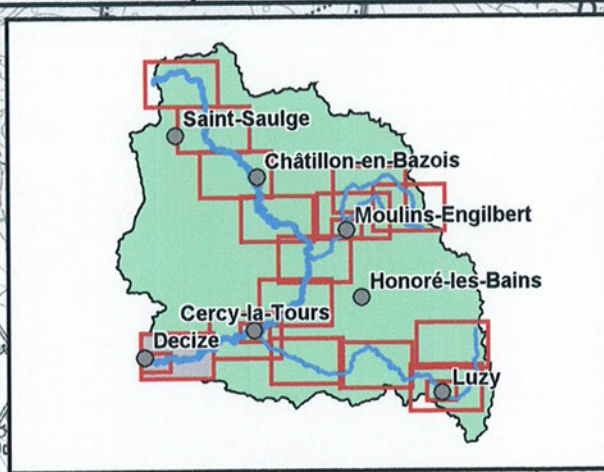 Saint-Saulge
Châtillon-en-Bazois
Moulins-Engilbert
Honoré-les-Bains
Cercy-la-Tours
Decize
Luzy